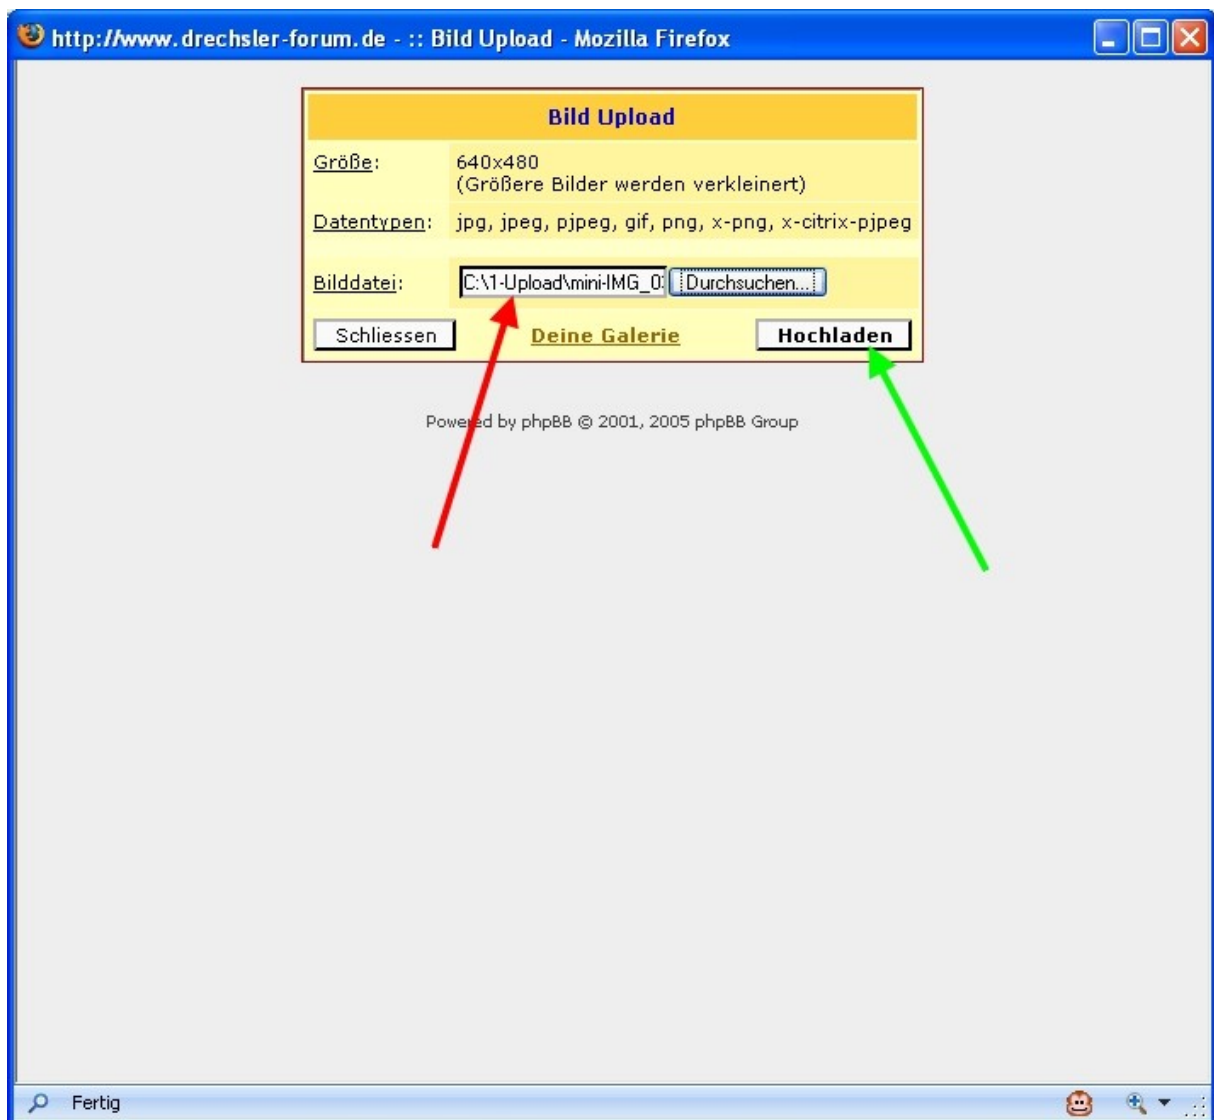 http://www.drechsler-forum.de - :: Bild Upload - Mozilla Firefox
Bild Upload
Größe: 640x480
(Größere Bilder werden verkleinert)
Datentypen: jpg, jpeg, pjpeg, gif, png, x-png, x-citrix-pjpeg
Bilddatei: C:\1-Upload\mini-IMG_0 Durchsuchen...
Schliessen Deine Galerie Hochladen
Powered by phpBB © 2001, 2005 phpBB Group
Fertig